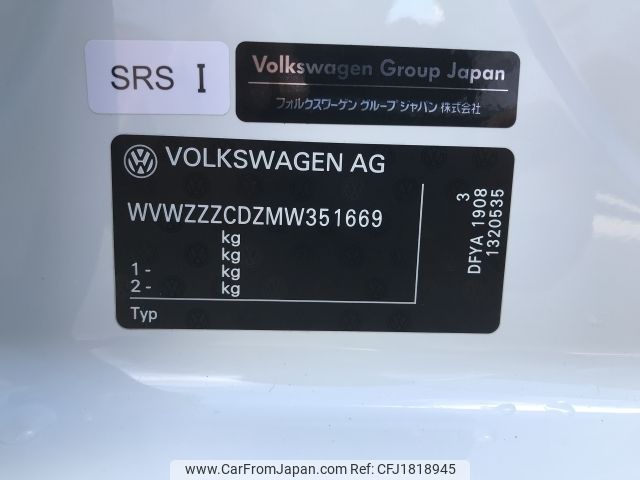 SRS I
Volkswagen Group Japan
フォルクスワーゲン グループ ジャパン 株式会社
VOLKSWAGEN AG
WVWZZZCDZMW351669
kg
kg
1 - kg
2 - kg
Typ
3
DFYA 1908
1320535
www.CarFromJapan.com Car Ref No: CFJ1818945